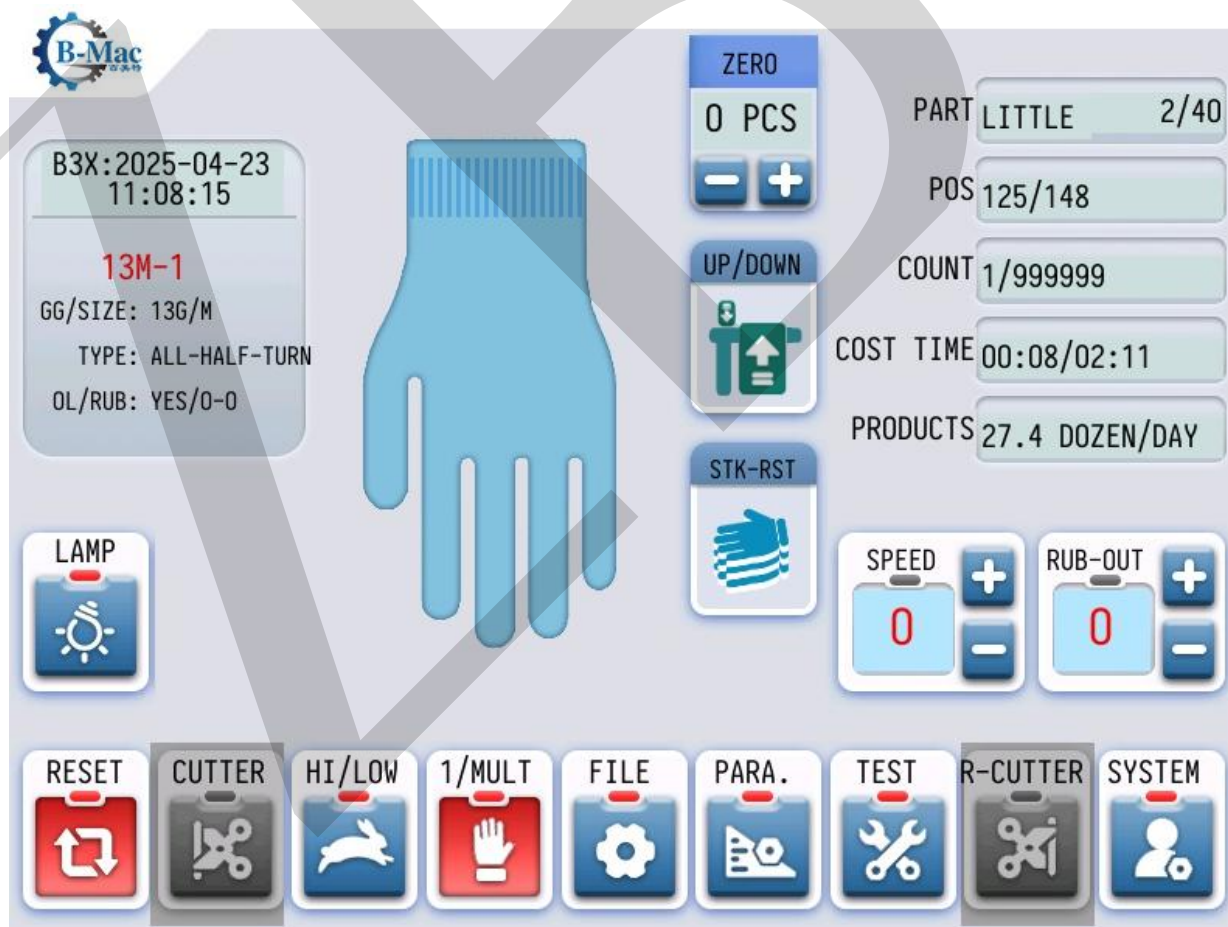 B-Mac
百英特
B3X:2025-04-23
11:08:15
13M-1
GG/SIZE: 13G/M
TYPE: ALL-HALF-TURN
OL/RUB: YES/0-0
ZERO
0 PCS
UP/DOWN
STK-RST
PART LITTLE 2/40
POS 125/148
COUNT 1/999999
COST TIME 00:08/02:11
PRODUCTS 27.4 DOZEN/DAY
LAMP
SPEED
0
RUB-OUT
0
RESET
CUTTER
HI/LOW
1/MULT
FILE
PARA.
TEST
R-CUTTER
SYSTEM